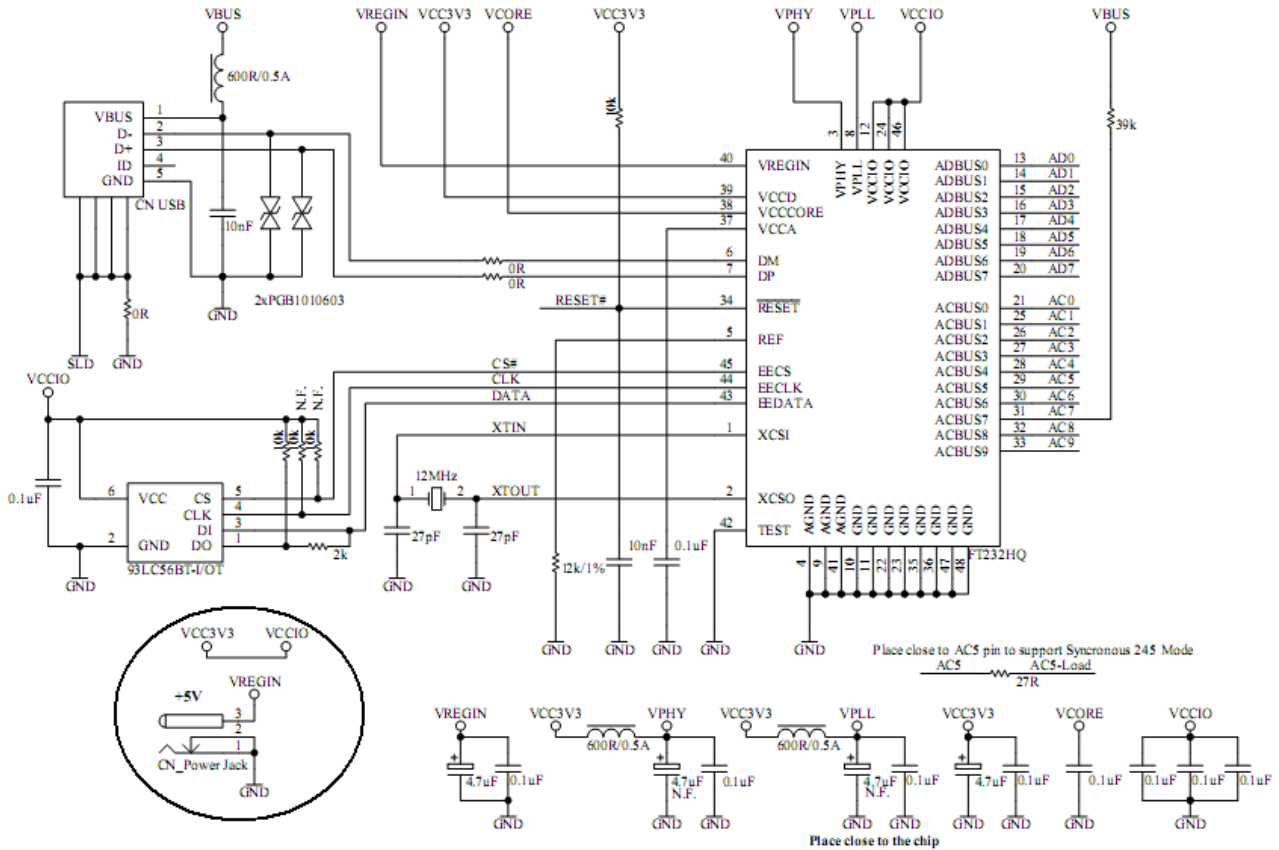 VBUS VREGIN VCC3V3 VCORE VCC3V3 VPHY VPLL VCCIO VBUS
600R/0.5A
10k
39k
VBUS 1
D- 2
D+ 3
ID 4
GND 5
CN USB
10nF
2xPGB1010603
0R
0R
0R
GND
SLD GND
3 8 12 24 46
VPHY VPLL VCCIO VCCIO VCCIO
40 VREGIN
39 VCCD
38 VCCCORE
37 VCCA
6 DM
7 DP
RESET# 34 RESET
5 REF
CS# 45 EECS
CLK 44 EECLK
DATA 43 EEDATA
XTIN 1 XCSI
XTOUT 2 XCSO
42 TEST
ADBUS0 13 AD0
ADBUS1 14 AD1
ADBUS2 15 AD2
ADBUS3 16 AD3
ADBUS4 17 AD4
ADBUS5 18 AD5
ADBUS6 19 AD6
ADBUS7 20 AD7
ACBUS0 21 AC0
ACBUS1 25 AC1
ACBUS2 26 AC2
ACBUS3 27 AC3
ACBUS4 28 AC4
ACBUS5 29 AC5
ACBUS6 30 AC6
ACBUS7 31 AC7
ACBUS8 32 AC8
ACBUS9 33 AC9
AGND AGND AGND GND GND GND GND GND GND GND GND
4 9 41 10 11 22 23 35 36 47 48
FT232HQ
VCCIO
N.F. N.F.
10k 10k 10k
0.1uF
6 VCC CS 5
CLK 4
DI 3
2 GND DO 1
93LC56BT-I/OT
2k
GND
12MHz
1 2
27pF 27pF
GND GND
12k/1% 10nF 0.1uF
GND GND GND GND GND
VCC3V3 VCCIO
VREGIN
+5V
3
2
1
CN_Power Jack
GND
Place close to AC5 pin to support Syncronous 245 Mode
AC5 AC5-Load
27R
VREGIN VCC3V3 VPHY VCC3V3 VPLL VCC3V3 VCORE VCCIO
600R/0.5A 600R/0.5A
+ + + +
4.7uF 0.1uF 4.7uF N.F. 0.1uF 4.7uF N.F. 0.1uF 4.7uF 0.1uF 0.1uF 0.1uF 0.1uF 0.1uF
GND GND GND GND GND GND GND GND GND
Place close to the chip